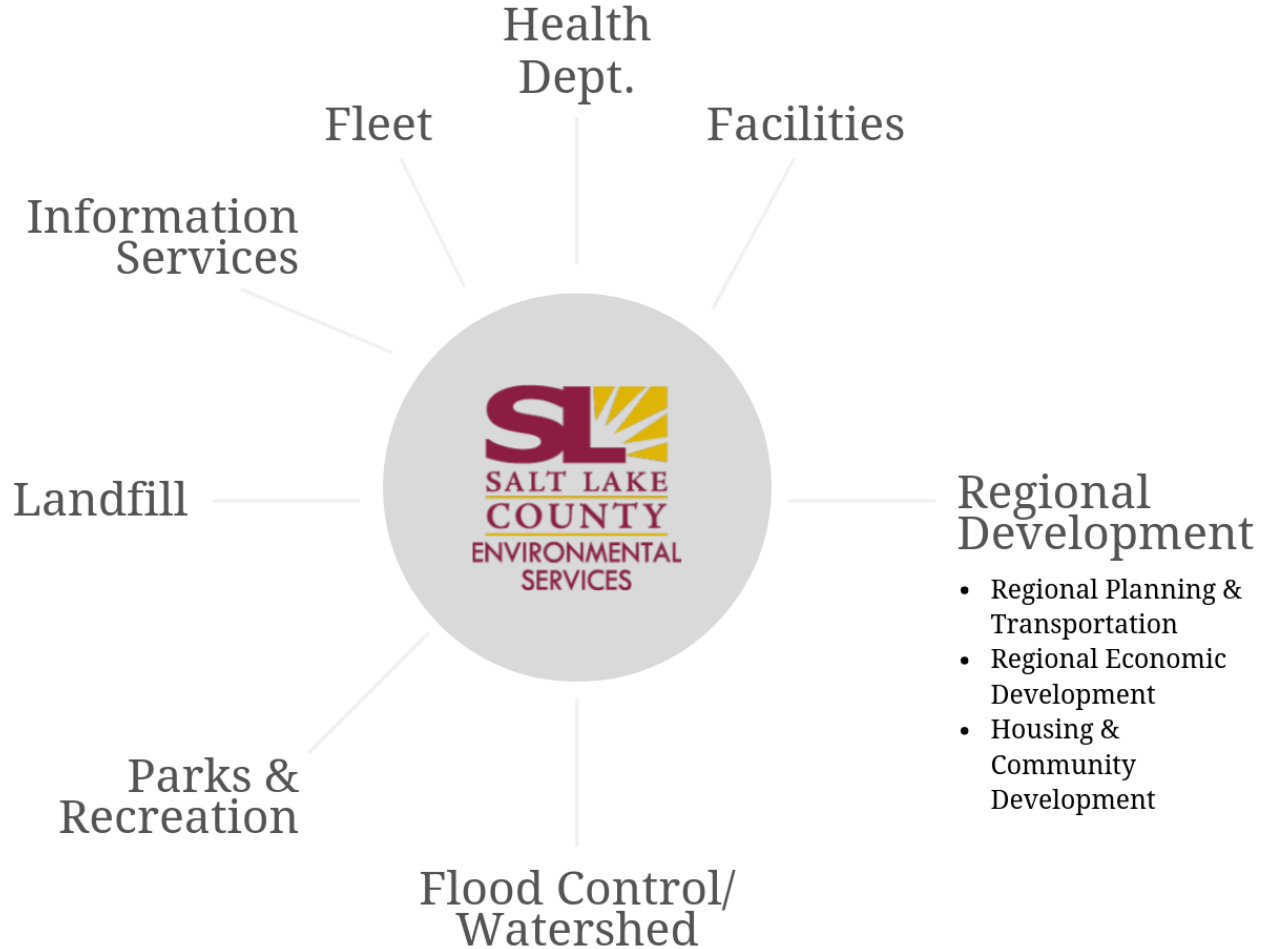 Health
Dept.
Fleet
Facilities
Information
Services
SL
SALT LAKE
COUNTY
ENVIRONMENTAL
SERVICES
Landfill
Regional
Development
• Regional Planning &
Transportation
• Regional Economic
Development
• Housing &
Community
Development
Parks &
Recreation
Flood Control/
Watershed